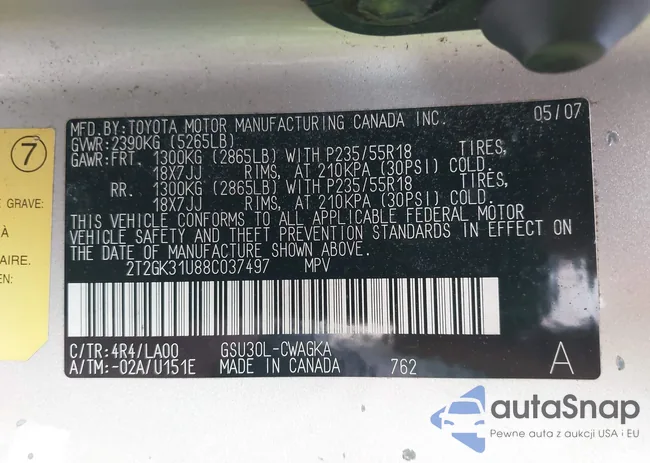 MFD.BY:TOYOTA MOTOR MANUFACTURING CANADA INC. 05/07
GVWR:2390KG (5265LB)
GAWR:FRT. 1300KG (2865LB) WITH P235/55R18 TIRES,
18X7JJ RIMS, AT 210KPA (30PSI) COLD.
RR. 1300KG (2865LB) WITH P235/55R18 TIRES,
18X7JJ RIMS, AT 210KPA (30PSI) COLD.
THIS VEHICLE CONFORMS TO ALL APPLICABLE FEDERAL MOTOR
VEHICLE SAFETY AND THEFT PREVENTION STANDARDS IN EFFECT ON
THE DATE OF MANUFACTURE SHOWN ABOVE.
2T2GK31U88C037497 MPV
C/TR:4R4/LA00 GSU30L-CWAGKA
A/TM:-02A/U151E MADE IN CANADA 762 A
7
GRAVE:
À
AIRE.
EN:
autaSnap
Pewne auta z aukcji USA i EU